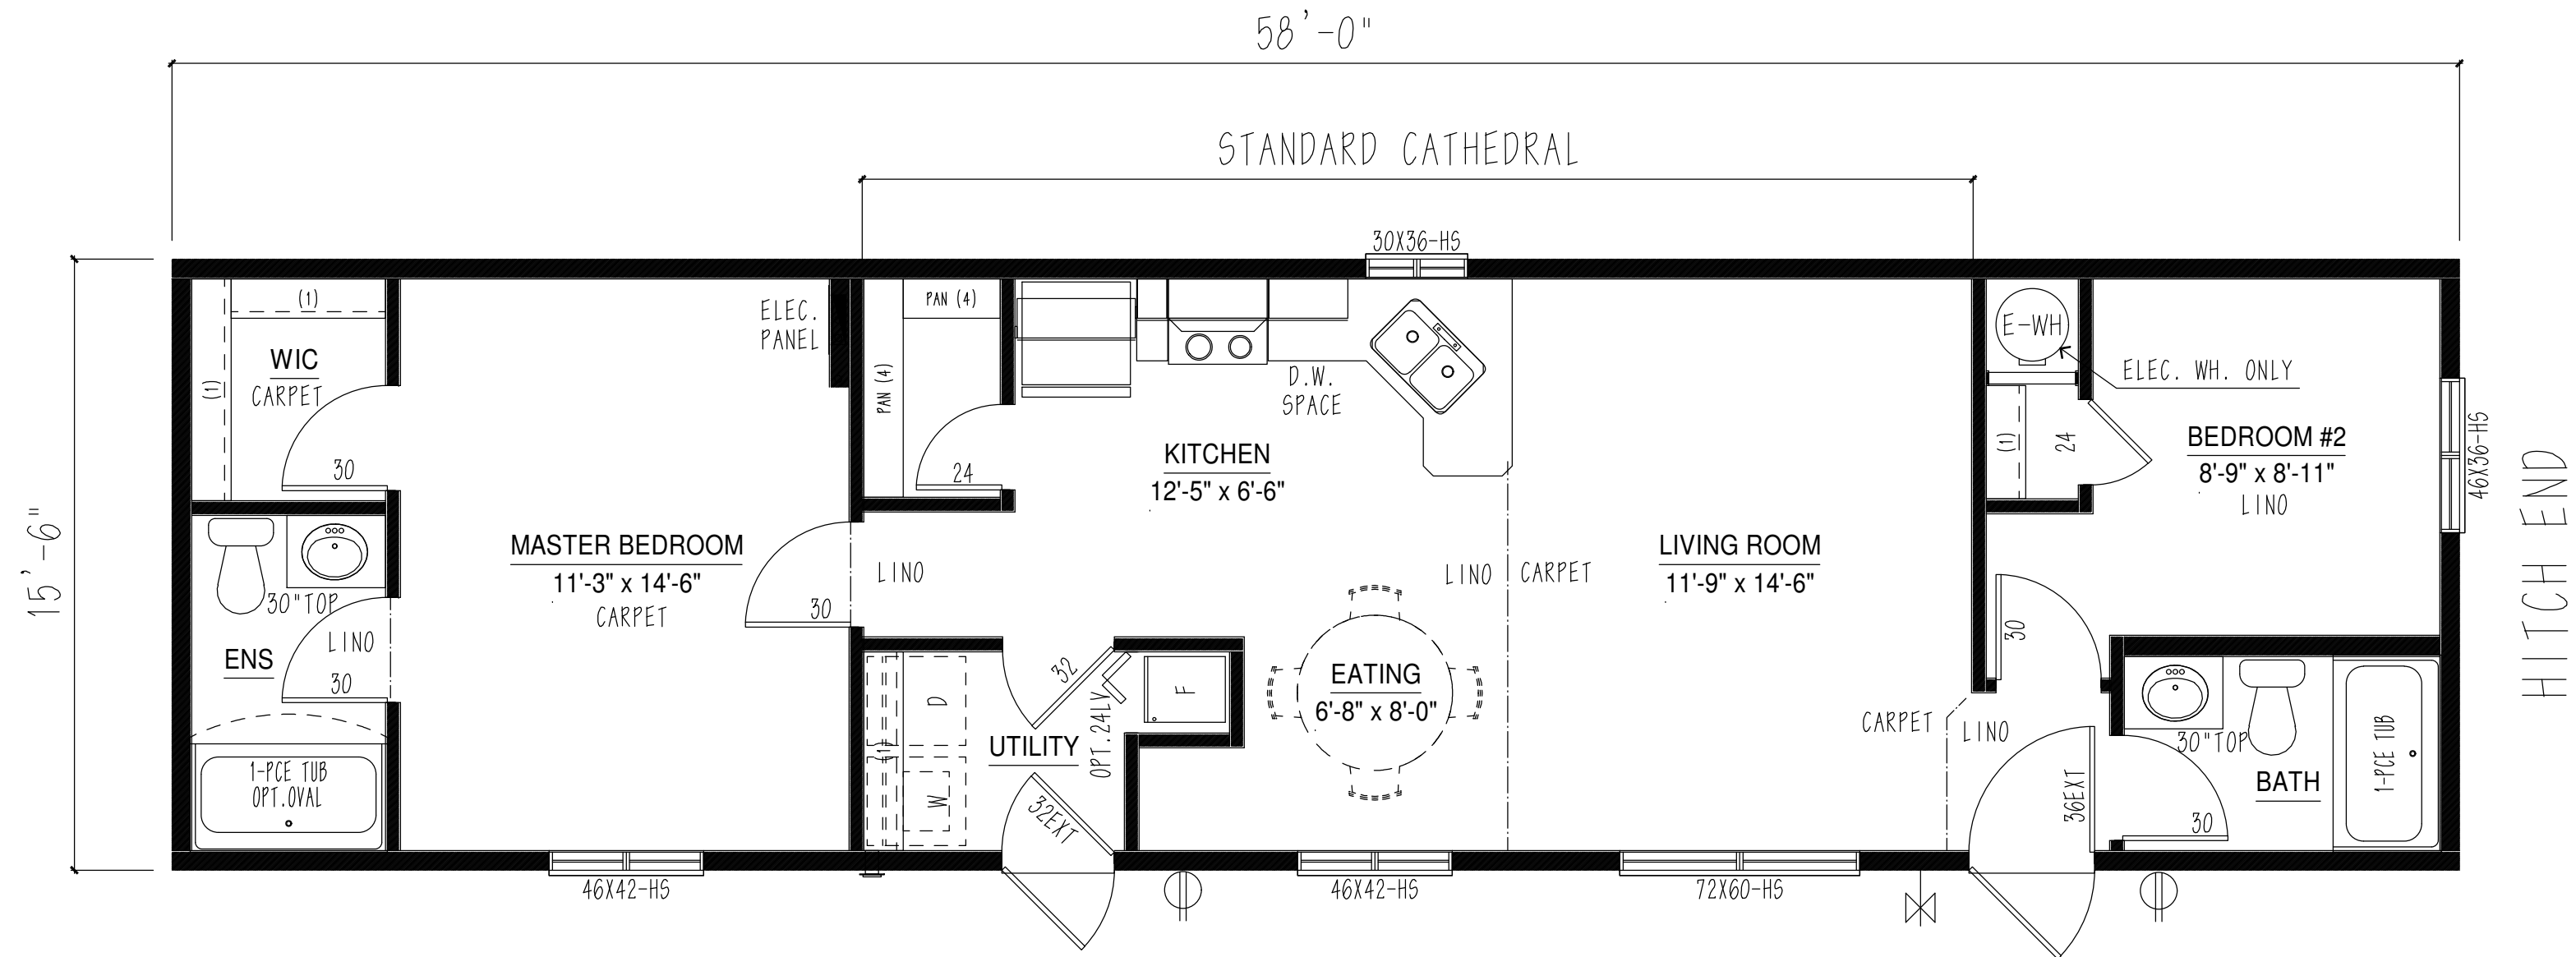 58'-0"
STANDARD CATHEDRAL
30X36-HS
15'-6"
(1)
(1)
WIC
CARPET
30
ELEC.
PANEL
PAN (4)
PAN (4)
24
D.W.
SPACE
KITCHEN
12'-5" x 6'-6"
E-WH
ELEC. WH. ONLY
(1)
24
BEDROOM #2
8'-9" x 8'-11"
LINO
46X36-HS
HITCH END
MASTER BEDROOM
11'-3" x 14'-6"
CARPET
30
LINO
LINO
CARPET
LIVING ROOM
11'-9" x 14'-6"
30
30"TOP
LINO
ENS
30
1-PCE TUB
OPT.OVAL
D
W
(1)
UTILITY
32
OPT.24LV
F
32EXT
EATING
6'-8" x 8'-0"
CARPET
LINO
36EXT
30"TOP
BATH
30
1-PCE TUB
46X42-HS
46X42-HS
72X60-HS